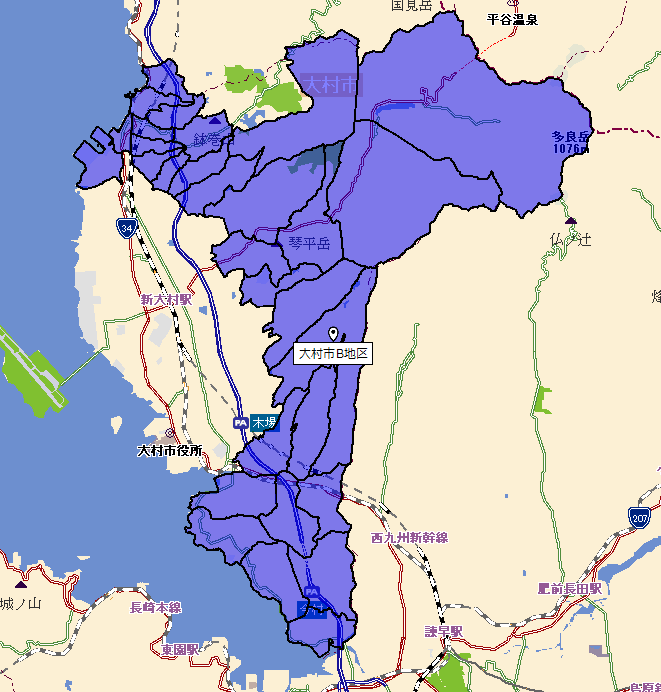 国見岳
平谷温泉
大村市
多良岳
1076m
34
琴平岳
仏ノ辻
新大村駅
大村市B地区
PA
木場
大村市役所
207
西九州新幹線
城ノ山
長崎本線
PA
肥前長田駅
諫早駅
東園駅